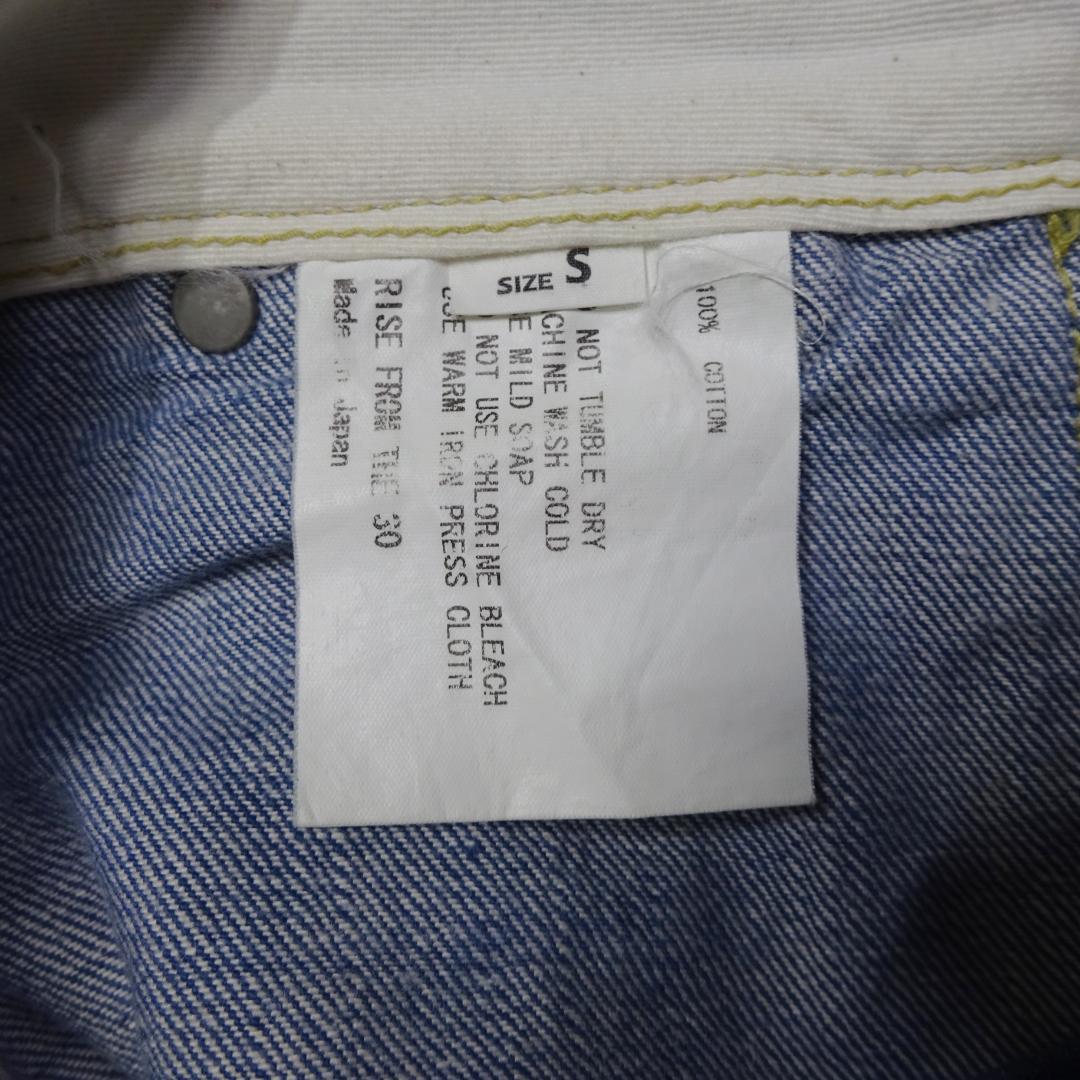 SIZE S
100% COTTON
NOT TUMBLE DRY
CHINE WASH COLD
E MILD SOAP
NOT USE CHLORINE BLEACH
USE WARM IRON PRESS CLOTH
RISE FROM THE 30
Made in Japan